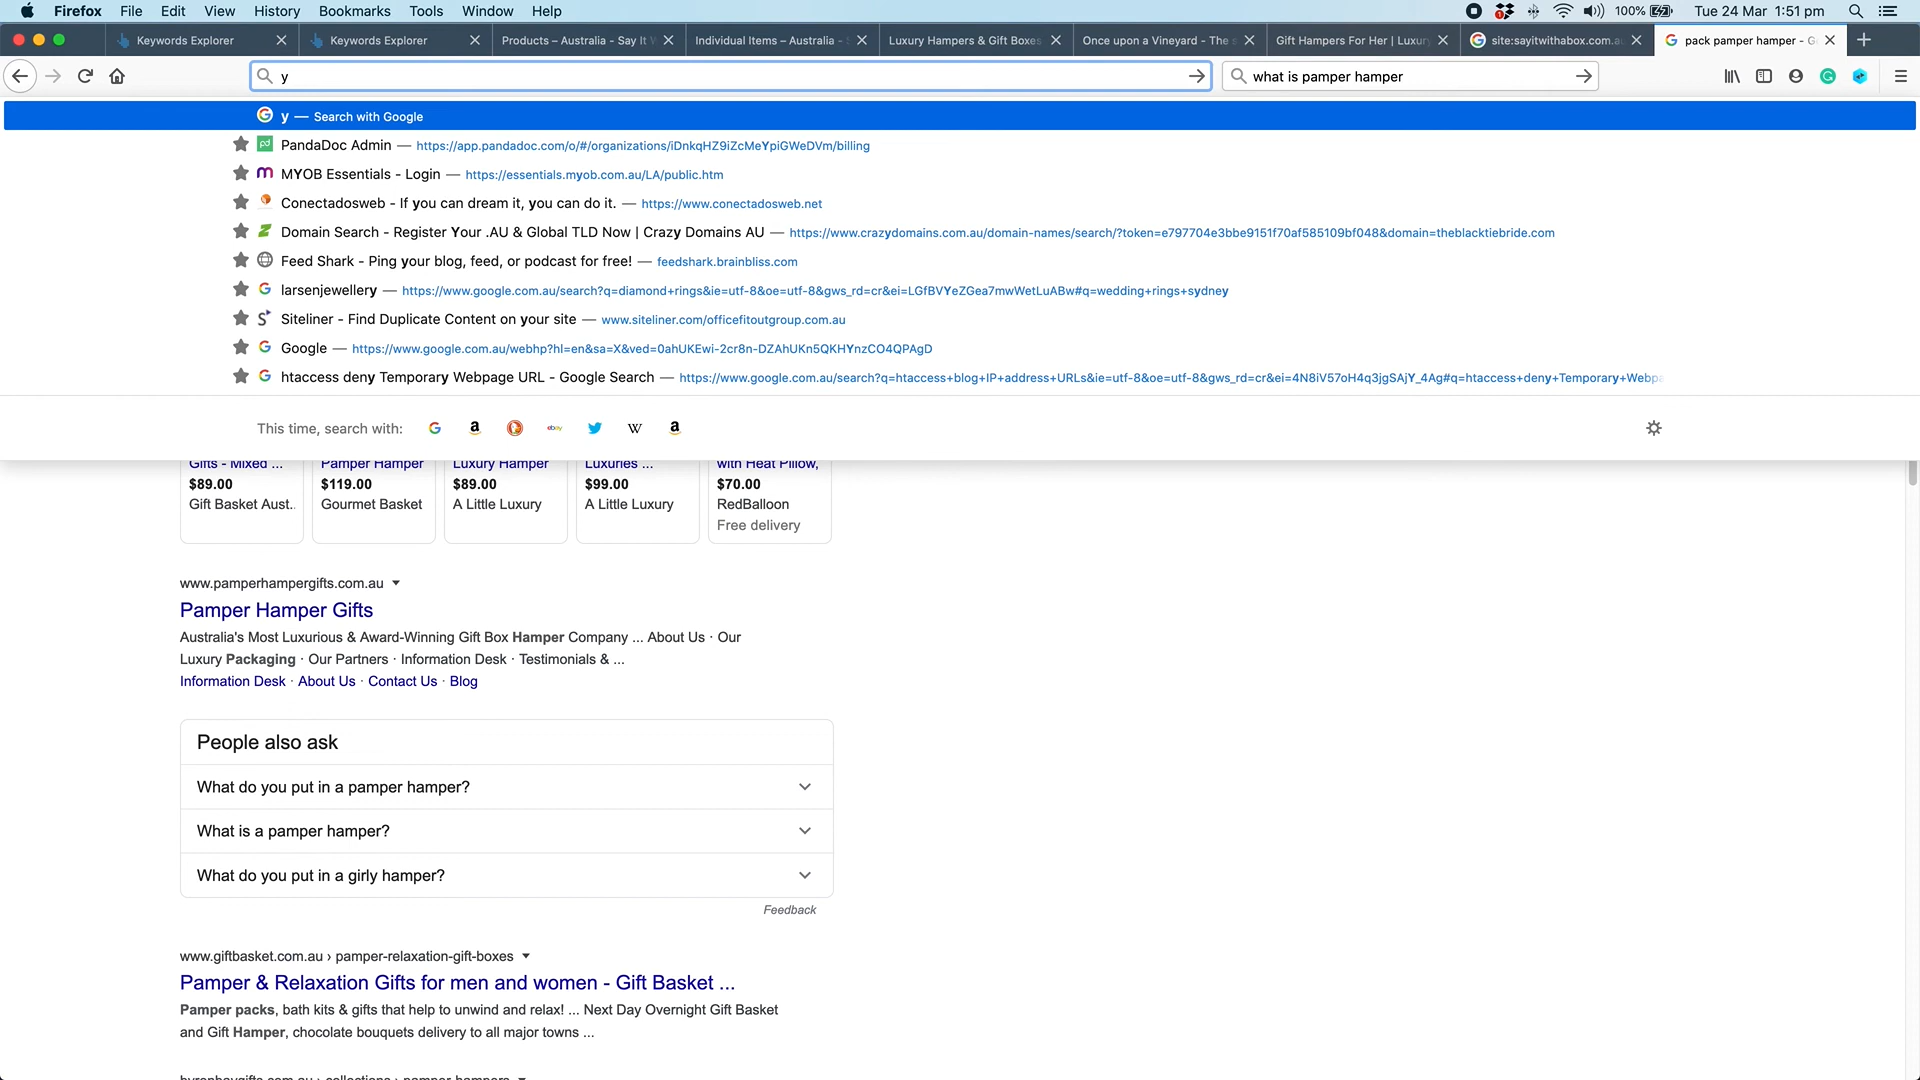 Firefox File Edit View History Bookmarks Tools Window Help 100% Tue 24 Mar 1:51 pm
Keywords Explorer Keywords Explorer Products – Australia - Say It W Individual Items – Australia - S Luxury Hampers & Gift Boxes Once upon a Vineyard - The s Gift Hampers For Her | Luxury site:sayitwithabox.com.au pack pamper hamper - G
y what is pamper hamper
y — Search with Google
PandaDoc Admin — https://app.pandadoc.com/o/#/organizations/iDnkqHZ9iZcMeYpiGWeDVm/billing
MYOB Essentials - Login — https://essentials.myob.com.au/LA/public.htm
Conectadosweb - If you can dream it, you can do it. — https://www.conectadosweb.net
Domain Search - Register Your .AU & Global TLD Now | Crazy Domains AU — https://www.crazydomains.com.au/domain-names/search/?token=e797704e3bbe9151f70af585109bf048&domain=theblacktiebride.com
Feed Shark - Ping your blog, feed, or podcast for free! — feedshark.brainbliss.com
larsenjewellery — https://www.google.com.au/search?q=diamond+rings&ie=utf-8&oe=utf-8&gws_rd=cr&ei=LGfBVYeZGea7mwWetLuABw#q=wedding+rings+sydney
Siteliner - Find Duplicate Content on your site — www.siteliner.com/officefitoutgroup.com.au
Google — https://www.google.com.au/webhp?hl=en&sa=X&ved=0ahUKEwi-2cr8n-DZAhUKn5QKHYnzCO4QPAgD
htaccess deny Temporary Webpage URL - Google Search — https://www.google.com.au/search?q=htaccess+blog+IP+address+URLs&ie=utf-8&oe=utf-8&gws_rd=cr&ei=4N8iV57oH4q3jgSAjY_4Ag#q=htaccess+deny+Temporary+Webpa
This time, search with:
Gifts - Mixed ... Pamper Hamper Luxury Hamper Luxuries ... with Heat Pillow,
$89.00 $119.00 $89.00 $99.00 $70.00
Gift Basket Aust.. Gourmet Basket A Little Luxury A Little Luxury RedBalloon
Free delivery
www.pamperhampergifts.com.au
Pamper Hamper Gifts
Australia's Most Luxurious & Award-Winning Gift Box Hamper Company ... About Us · Our
Luxury Packaging · Our Partners · Information Desk · Testimonials & ...
Information Desk · About Us · Contact Us · Blog
People also ask
What do you put in a pamper hamper?
What is a pamper hamper?
What do you put in a girly hamper?
Feedback
www.giftbasket.com.au › pamper-relaxation-gift-boxes
Pamper & Relaxation Gifts for men and women - Gift Basket ...
Pamper packs, bath kits & gifts that help to unwind and relax! ... Next Day Overnight Gift Basket
and Gift Hamper, chocolate bouquets delivery to all major towns ...
byronbaygifts.com.au › collections › pamper-hampers